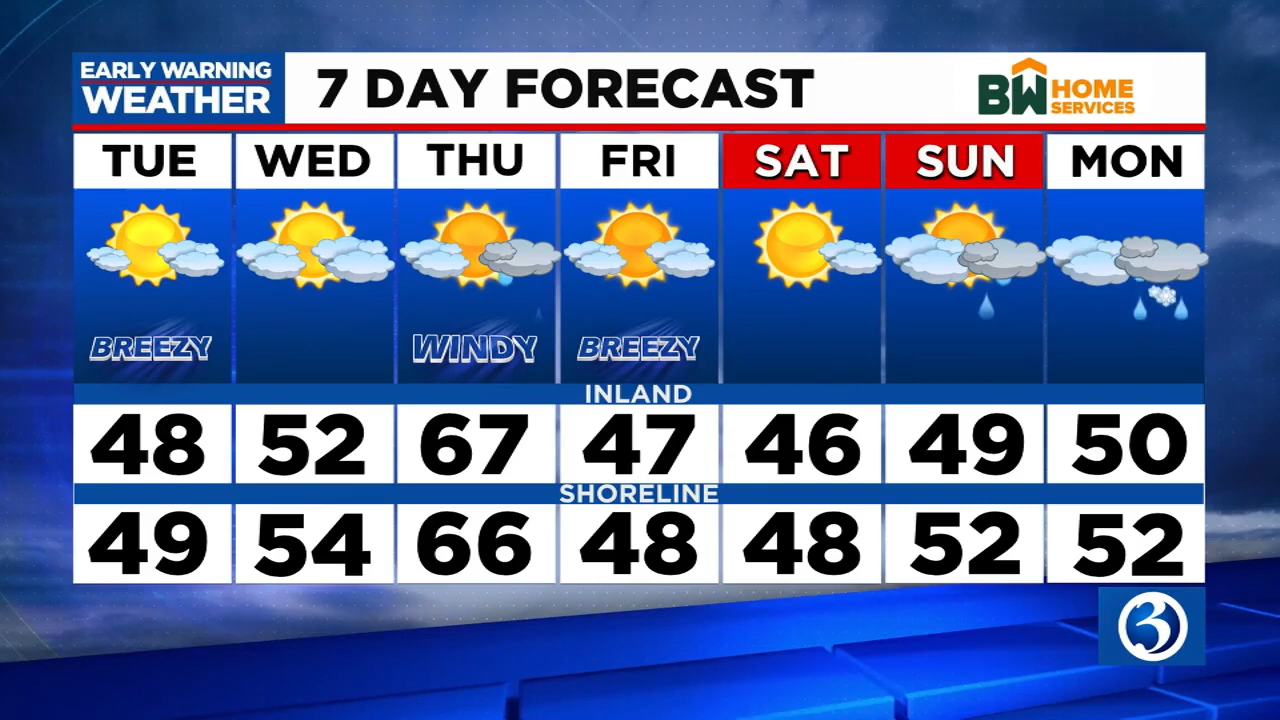 EARLY WARNING
WEATHER
7 DAY FORECAST
BW HOME
SERVICES
TUE WED THU FRI SAT SUN MON
BREEZY WINDY BREEZY
INLAND
48 52 67 47 46 49 50
SHORELINE
49 54 66 48 48 52 52
3